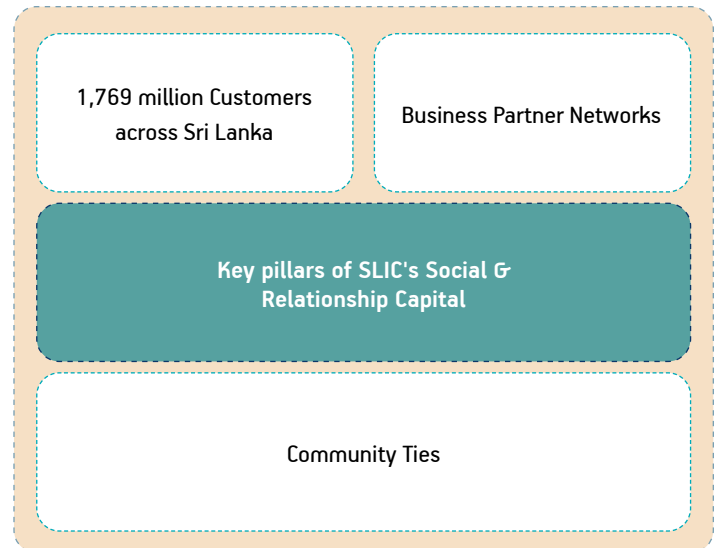 1,769 million Customers
across Sri Lanka
Business Partner Networks
Key pillars of SLIC's Social &
Relationship Capital
Community Ties